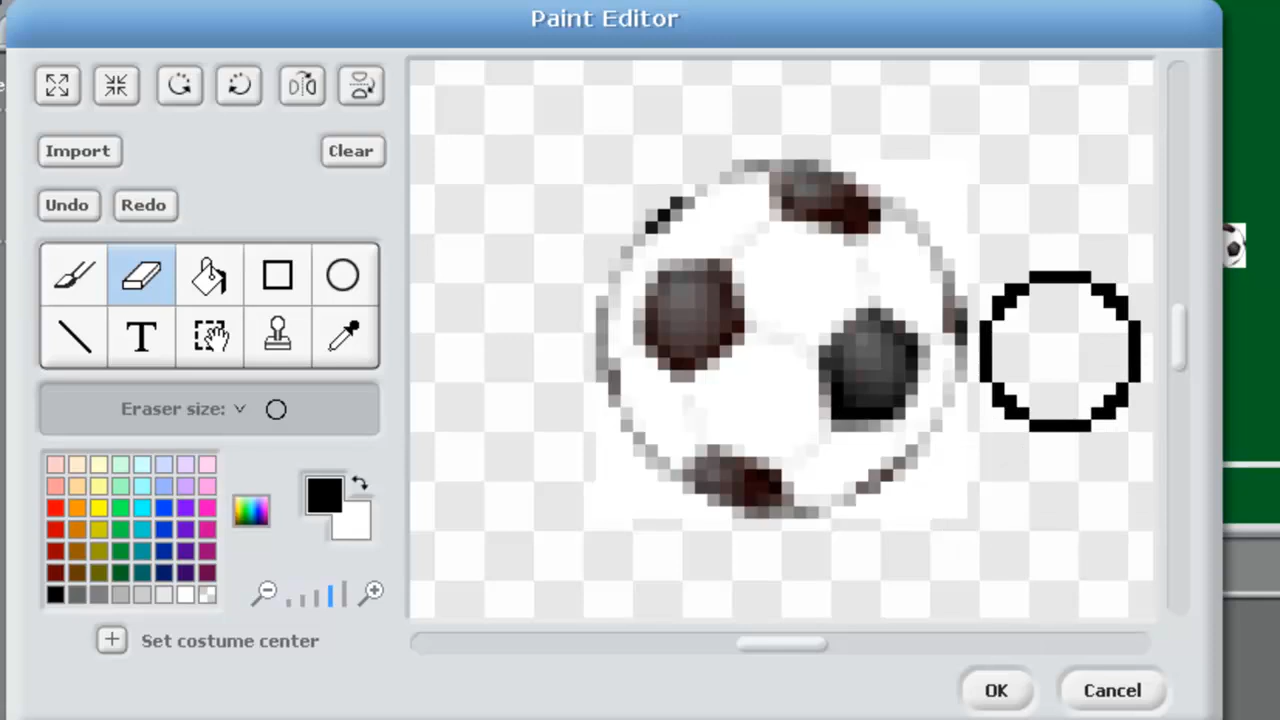 Paint Editor
Import
Clear
Undo
Redo
T
Eraser size:
Set costume center
OK
Cancel